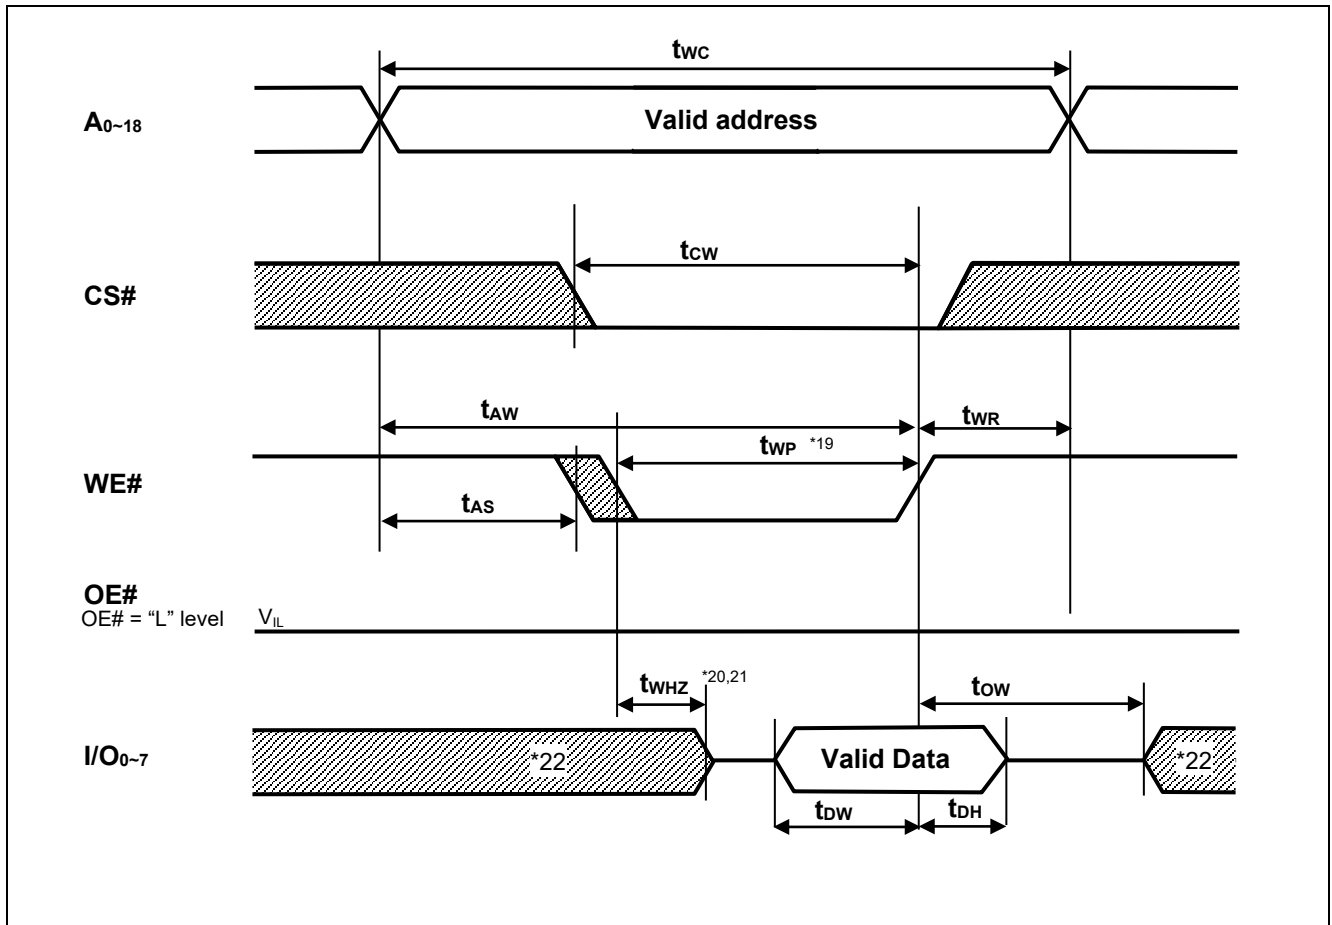 tWC
A0~18
Valid address
tCW
CS#
tAW
tWR
tWP *19
WE#
tAS
OE#
OE# = “L” level VIL
tWHZ *20,21
tOW
I/O0~7
*22
Valid Data
*22
tDW
tDH